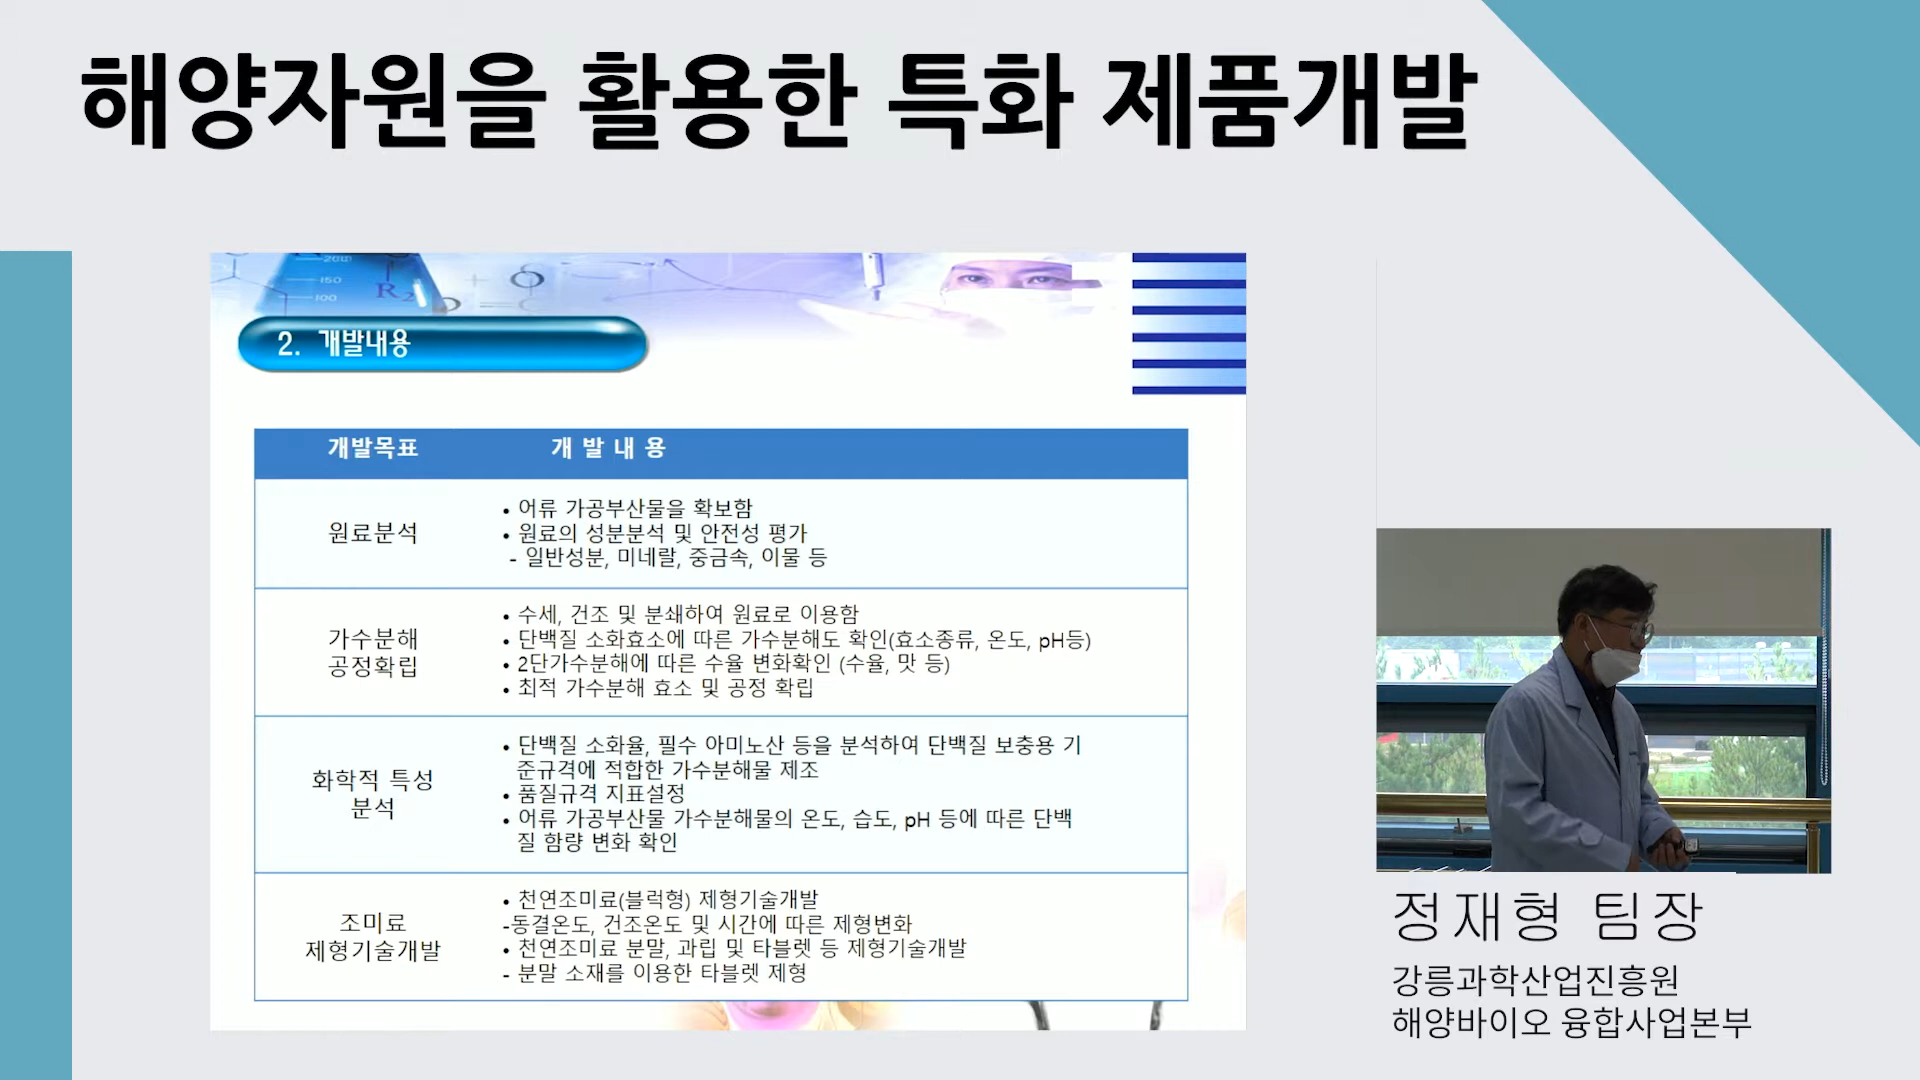 해양자원을 활용한 특화 제품개발
200
150
100
R2
2. 개발내용
개발목표 개 발 내 용
원료분석
• 어류 가공부산물을 확보함
• 원료의 성분분석 및 안전성 평가
- 일반성분, 미네랄, 중금속, 이물 등
가수분해
공정확립
• 수세, 건조 및 분쇄하여 원료로 이용함
• 단백질 소화효소에 따른 가수분해도 확인(효소종류, 온도, pH등)
• 2단가수분해에 따른 수율 변화확인 (수율, 맛 등)
• 최적 가수분해 효소 및 공정 확립
화학적 특성
분석
• 단백질 소화율, 필수 아미노산 등을 분석하여 단백질 보충용 기
준규격에 적합한 가수분해물 제조
• 품질규격 지표설정
• 어류 가공부산물 가수분해물의 온도, 습도, pH 등에 따른 단백
질 함량 변화 확인
조미료
제형기술개발
• 천연조미료(블럭형) 제형기술개발
-동결온도, 건조온도 및 시간에 따른 제형변화
• 천연조미료 분말, 과립 및 타블렛 등 제형기술개발
- 분말 소재를 이용한 타블렛 제형
정재형 팀장
강릉과학산업진흥원
해양바이오 융합사업본부